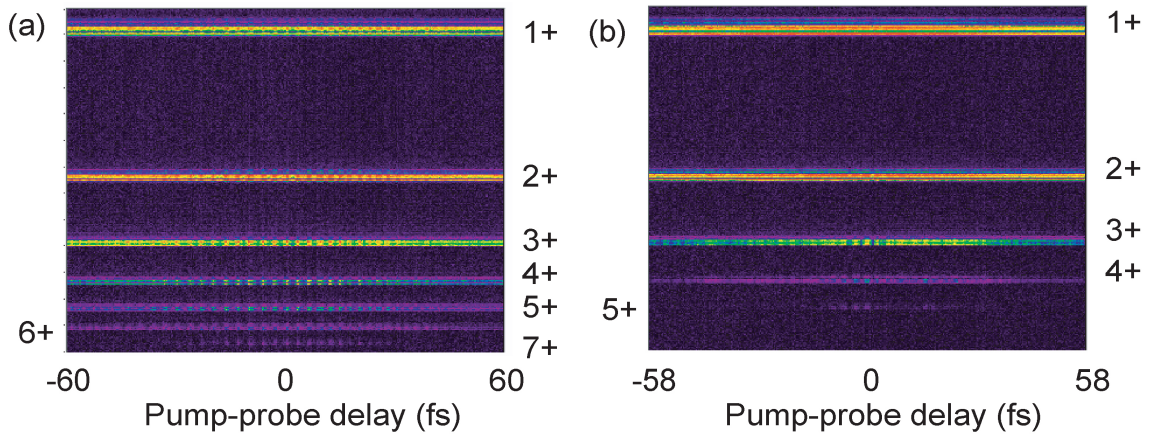 (a)
1+
2+
3+
4+
5+
6+
7+
-60 0 60
Pump-probe delay (fs)
(b)
1+
2+
3+
4+
5+
-58 0 58
Pump-probe delay (fs)